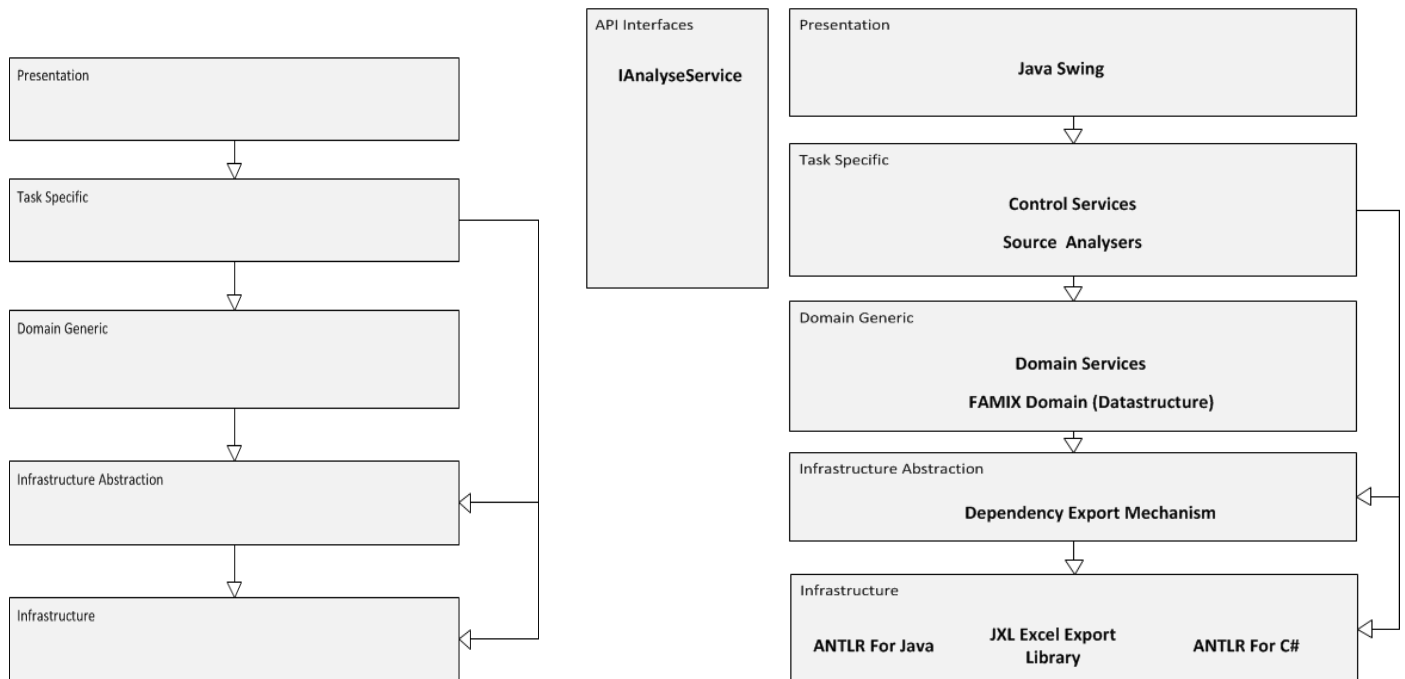 Presentation
Task Specific
Domain Generic
Infrastructure Abstraction
Infrastructure
API Interfaces
IAnalyseService
Presentation
Java Swing
Task Specific
Control Services
Source Analysers
Domain Generic
Domain Services
FAMIX Domain (Datastructure)
Infrastructure Abstraction
Dependency Export Mechanism
Infrastructure
ANTLR For Java
JXL Excel Export
Library
ANTLR For C#